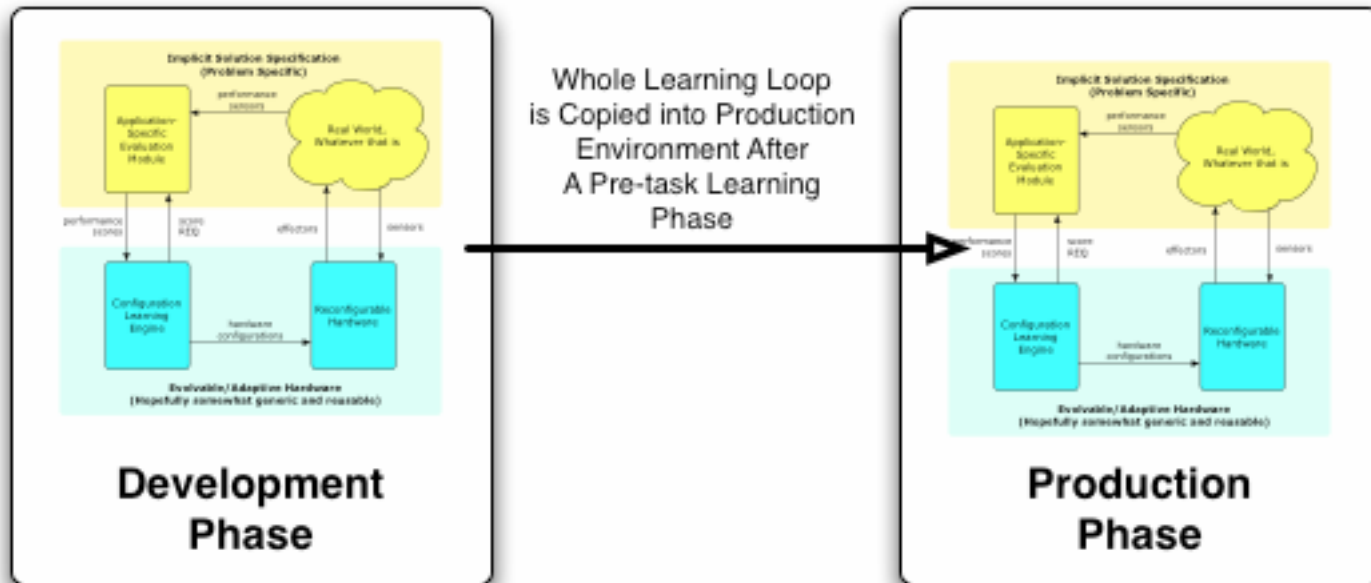 Implicit Solution Specification
(Problem Specific)
performance
sensors
Application-
Specific
Evaluation
Module
Real World,
Whatever that is
performance
scores
score
REQ
effectors
sensors
Configuration
Learning
Engine
Reconfigurable
Hardware
hardware
configurations
Evolvable/Adaptive Hardware
(Hopefully somewhat generic and reusable)
Development
Phase
Whole Learning Loop
is Copied into Production
Environment After
A Pre-task Learning
Phase
Implicit Solution Specification
(Problem Specific)
performance
sensors
Application-
Specific
Evaluation
Module
Real World,
Whatever that is
performance
scores
score
REQ
effectors
sensors
Configuration
Learning
Engine
Reconfigurable
Hardware
hardware
configurations
Evolvable/Adaptive Hardware
(Hopefully somewhat generic and reusable)
Production
Phase